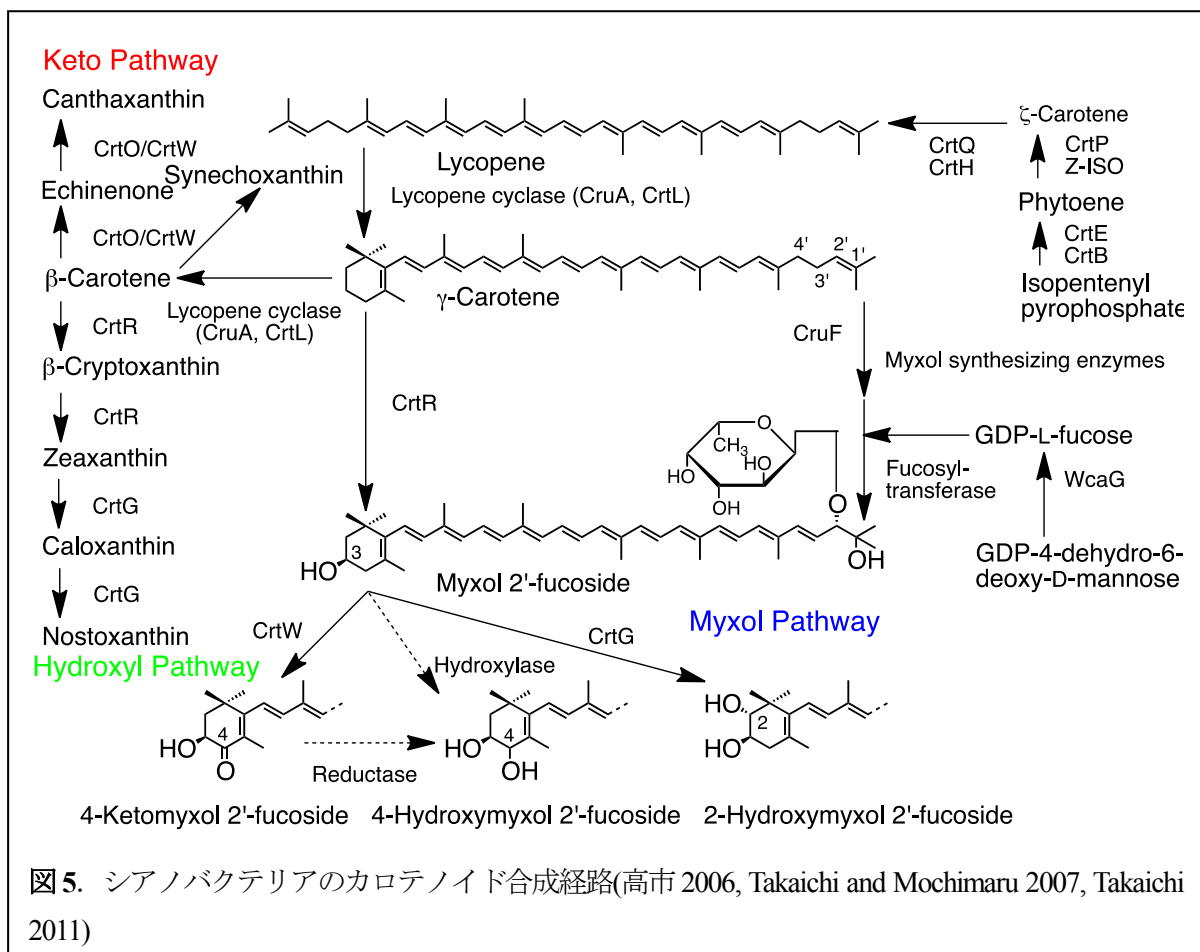 Keto Pathway
Canthaxanthin
CrtO/CrtW
Echinenone
Synechoxanthin
CrtO/CrtW
β-Carotene
Lycopene cyclase
(CruA, CrtL)
CrtR
β-Cryptoxanthin
CrtR
Zeaxanthin
CrtG
Caloxanthin
CrtG
Nostoxanthin
Hydroxyl Pathway
Lycopene
CrtQ
CrtH
ζ-Carotene
CrtP
Z-ISO
Phytoene
CrtE
CrtB
Isopentenyl
pyrophosphate
Lycopene cyclase (CruA, CrtL)
γ-Carotene
4' 2'
3' 1'
CruF
Myxol synthesizing enzymes
CrtR
GDP-L-fucose
Fucosyl-
transferase
WcaG
GDP-4-dehydro-6-
deoxy-D-mannose
O
CH3
HO
HO
OH
OH
O
OH
3
HO
Myxol 2'-fucoside
Myxol Pathway
CrtW
Hydroxylase
CrtG
4
HO
O
Reductase
4
HO
OH
HO
2
HO
4-Ketomyxol 2'-fucoside
4-Hydroxymyxol 2'-fucoside
2-Hydroxymyxol 2'-fucoside
図5. シアノバクテリアのカロテノイド合成経路(高市 2006, Takaichi and Mochimaru 2007, Takaichi
2011)